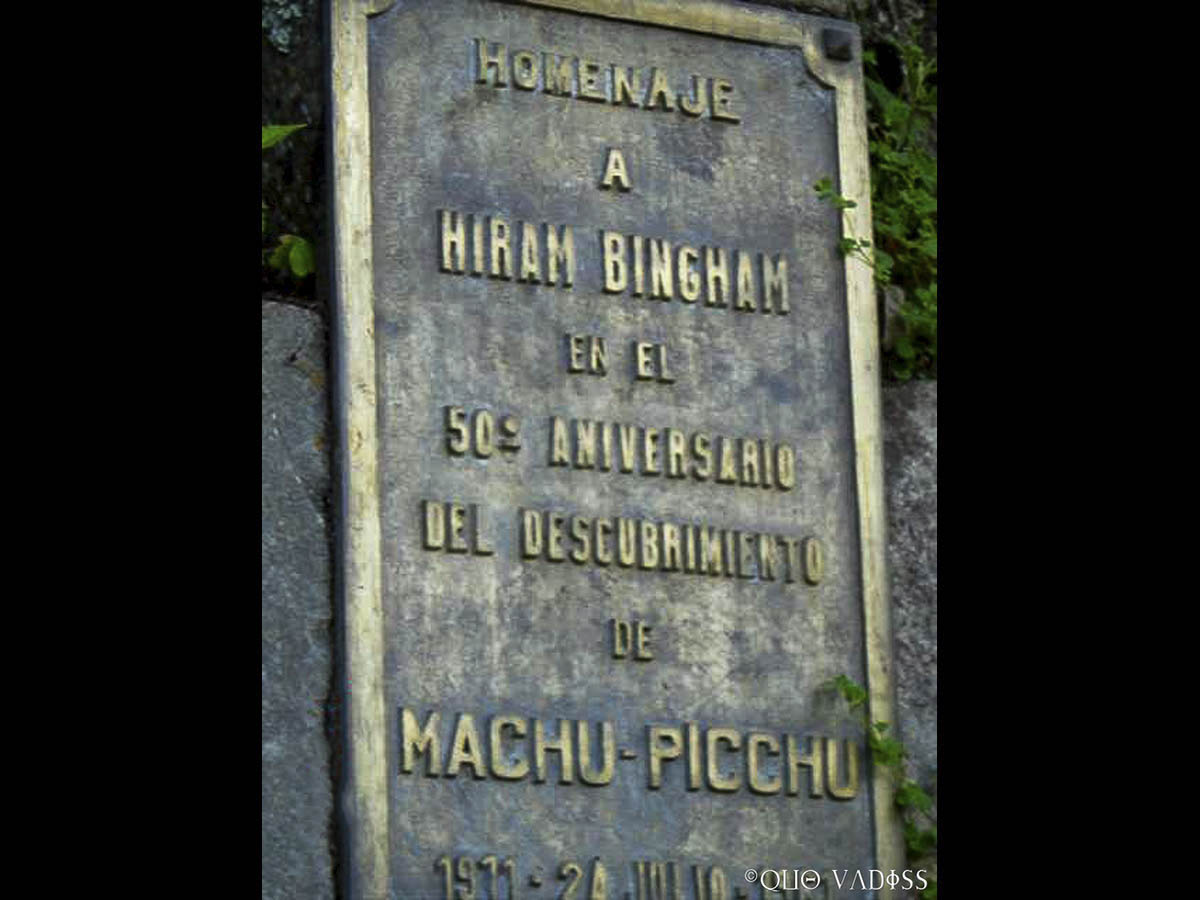 HOMENAJE
A
HIRAM BINGHAM
EN EL
50º ANIVERSARIO
DEL DESCUBRIMIENTO
DE
MACHU-PICCHU
1911 - 24 JULIO -
©QUO VADISS